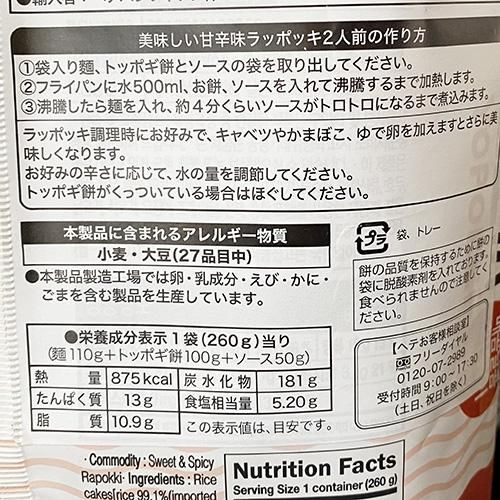 美味しい甘辛味ラッポッキ2人前の作り方
①袋入り麺、トッポギ餅とソースの袋を取り出してください。
②フライパンに水500ml、お餅、ソースを入れて沸騰するまで加熱します。
③沸騰したら麺を入れ、約4分くらいソースがトロトロになるまで煮込みます。
ラッポッキ調理時にお好みで、キャベツやかまぼこ、ゆで卵を加えますとさらに美
味しくなります。
お好みの辛さに応じて、水の量を調節してください。
トッポギ餅がくっついている場合はほぐしてください。
本製品に含まれるアレルギー物質
小麦・大豆(27品目中)
●本製品製造工場では卵・乳成分・えび・かに・
ごまを含む製品を生産しています。
プラ
袋、トレー
餅の品質を保持するために餅の
袋に脱酸素剤を入れております。
食べられませんので注意してく
ださい。
●栄養成分表示1袋(260g)当り
(麵110g+トッポギ餅100g+ソース50g)
熱量 875kcal 炭水化物 181g
たんぱく質 13g 食塩相当量 5.20g
脂質 10.9g この表示値は、目安です。
【ヘテお客様相談室】
フリーダイヤル
0120-07-2989
受付時間 9:00~17:30
(土、日、祝日を除く)
· Commodity : Sweet & Spicy
Rapokki· Ingredients : Rice
cakes[rice 99.1%(imported
Nutrition Facts
Serving Size 1 container (260 g)